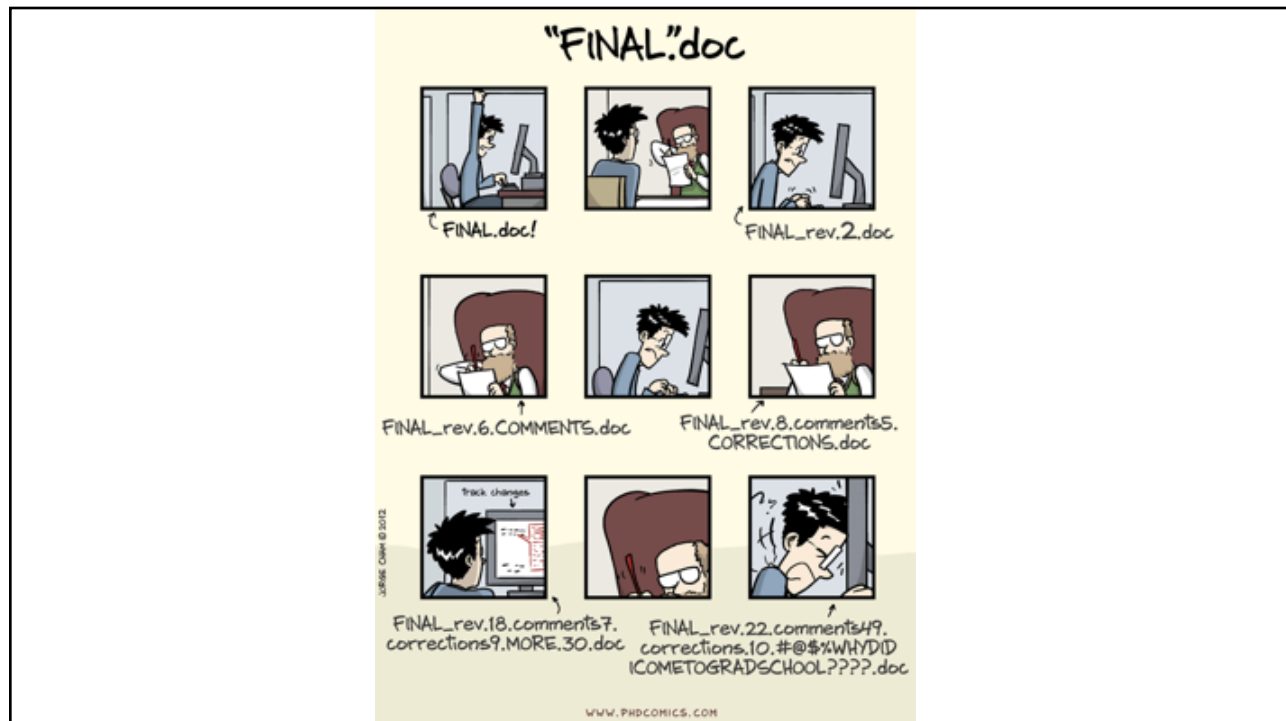 "FINAL".doc
FINAL.doc!
FINAL_rev.2.doc
FINAL_rev.6.COMMENTS.doc
FINAL_rev.8.comments5.
CORRECTIONS.doc
track changes
JORGE CHAM © 2012
FINAL_rev.18.comments7.
corrections9.MORE.30.doc
FINAL_rev.22.comments49.
corrections.10.#@$%WHYDID
ICOMETOGRADSCHOOL????.doc
WWW.PHDCOMICS.COM